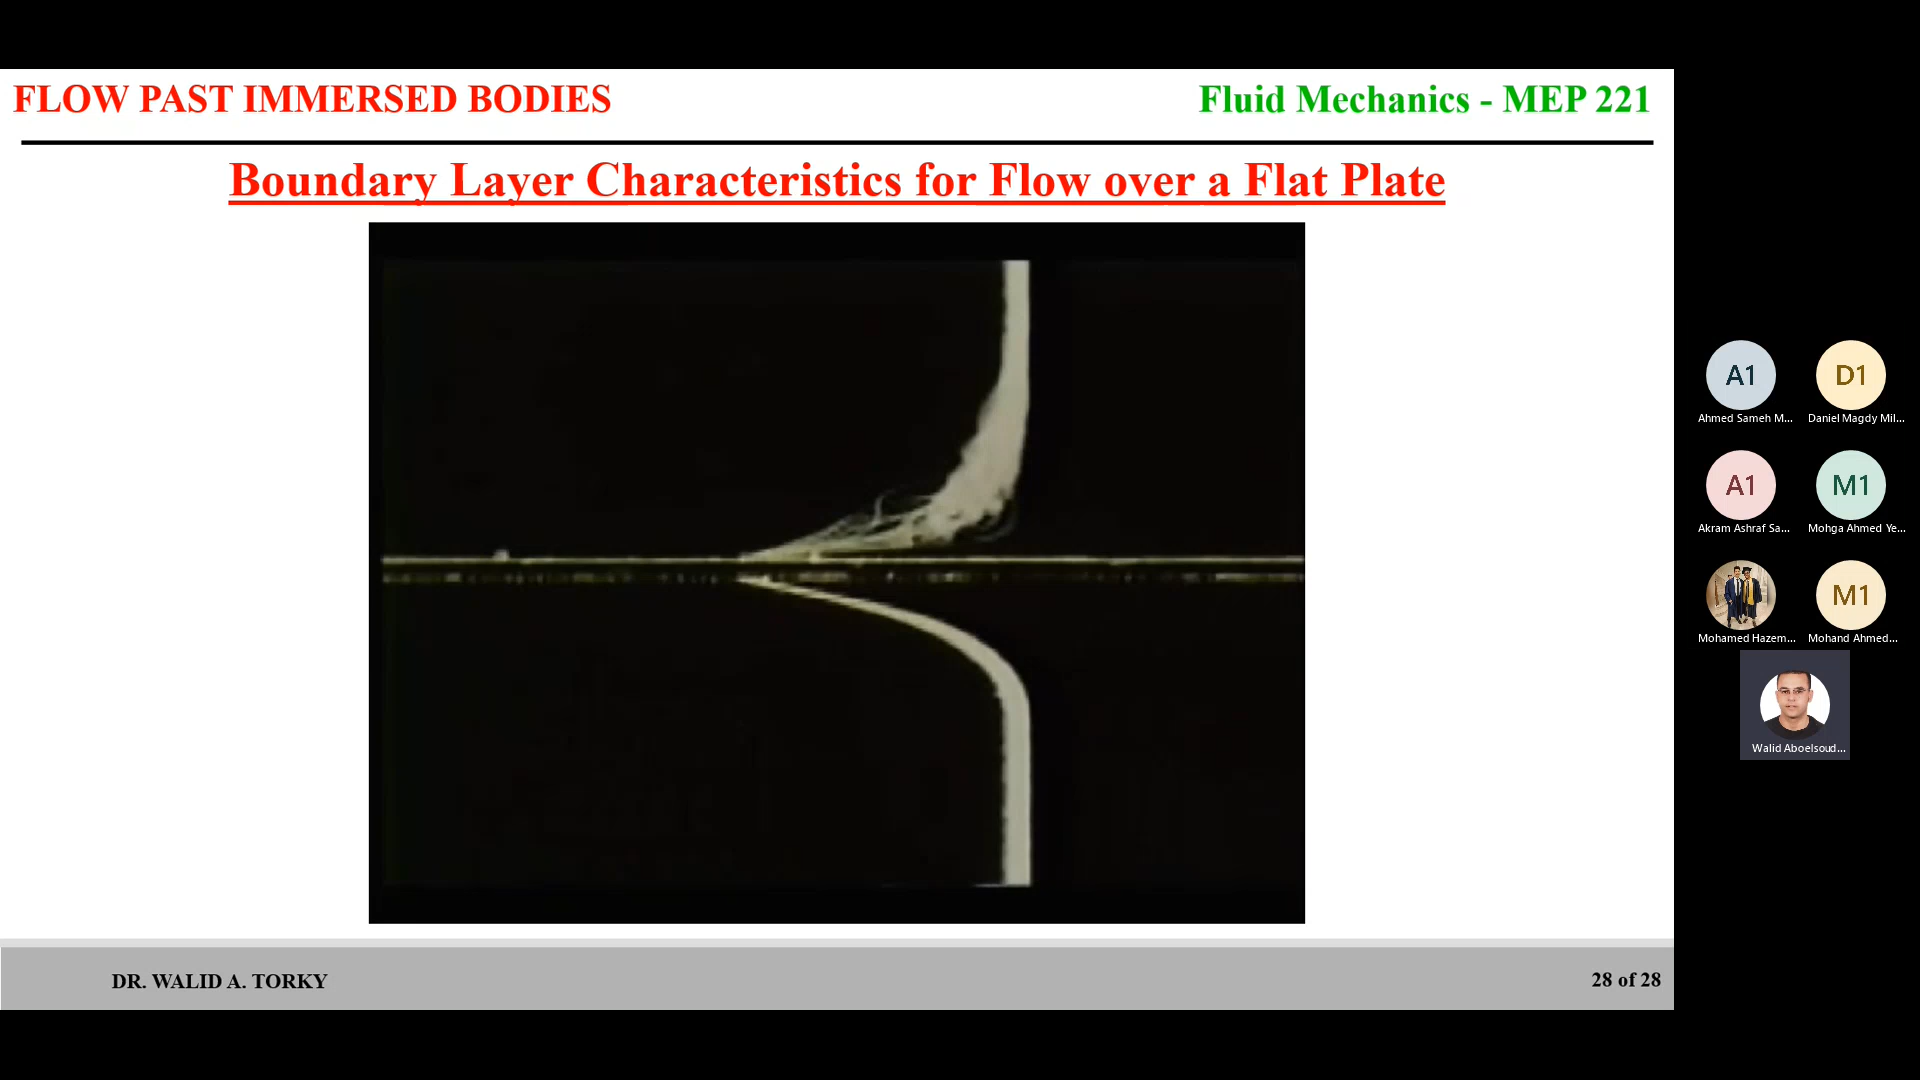 FLOW PAST IMMERSED BODIES
Fluid Mechanics - MEP 221
Boundary Layer Characteristics for Flow over a Flat Plate
A1
D1
Ahmed Sameh M...
Daniel Magdy Mil...
A1
M1
Akram Ashraf Sa...
Mohga Ahmed Ye...
M1
Mohamed Hazem...
Mohand Ahmed...
Walid Aboelsoud...
DR. WALID A. TORKY
28 of 28